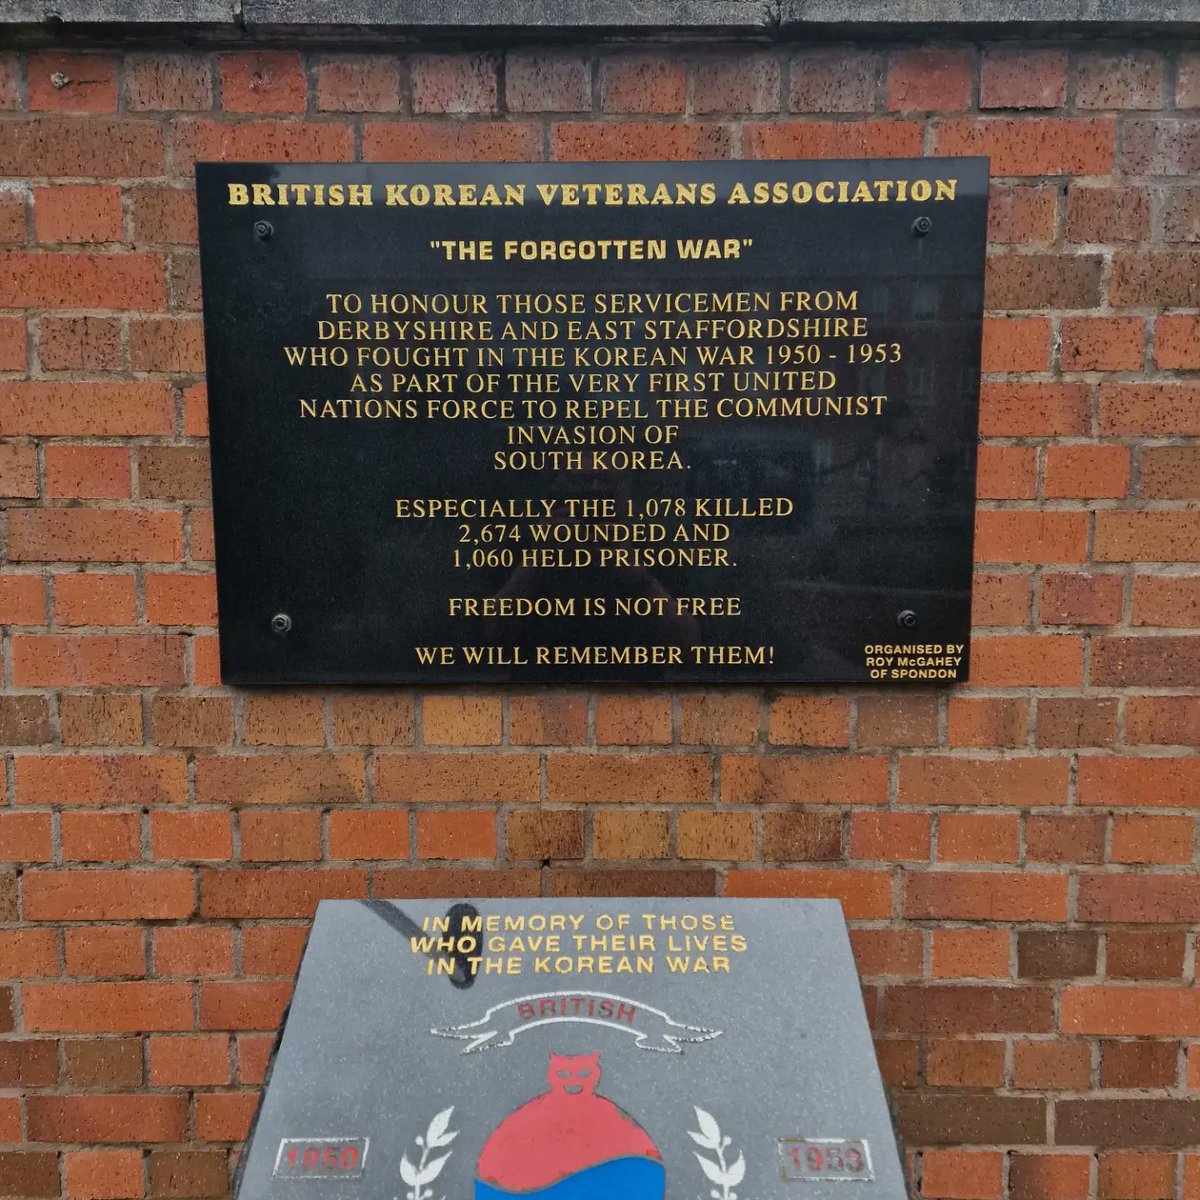 BRITISH KOREAN VETERANS ASSOCIATION
"THE FORGOTTEN WAR"
TO HONOUR THOSE SERVICEMEN FROM
DERBYSHIRE AND EAST STAFFORDSHIRE
WHO FOUGHT IN THE KOREAN WAR 1950 - 1953
AS PART OF THE VERY FIRST UNITED
NATIONS FORCE TO REPEL THE COMMUNIST
INVASION OF
SOUTH KOREA.
ESPECIALLY THE 1,078 KILLED
2,674 WOUNDED AND
1,060 HELD PRISONER.
FREEDOM IS NOT FREE
WE WILL REMEMBER THEM!
ORGANISED BY
ROY McGAHEY
OF SPONDON
IN MEMORY OF THOSE
WHO GAVE THEIR LIVES
IN THE KOREAN WAR
BRITISH
1950
1953